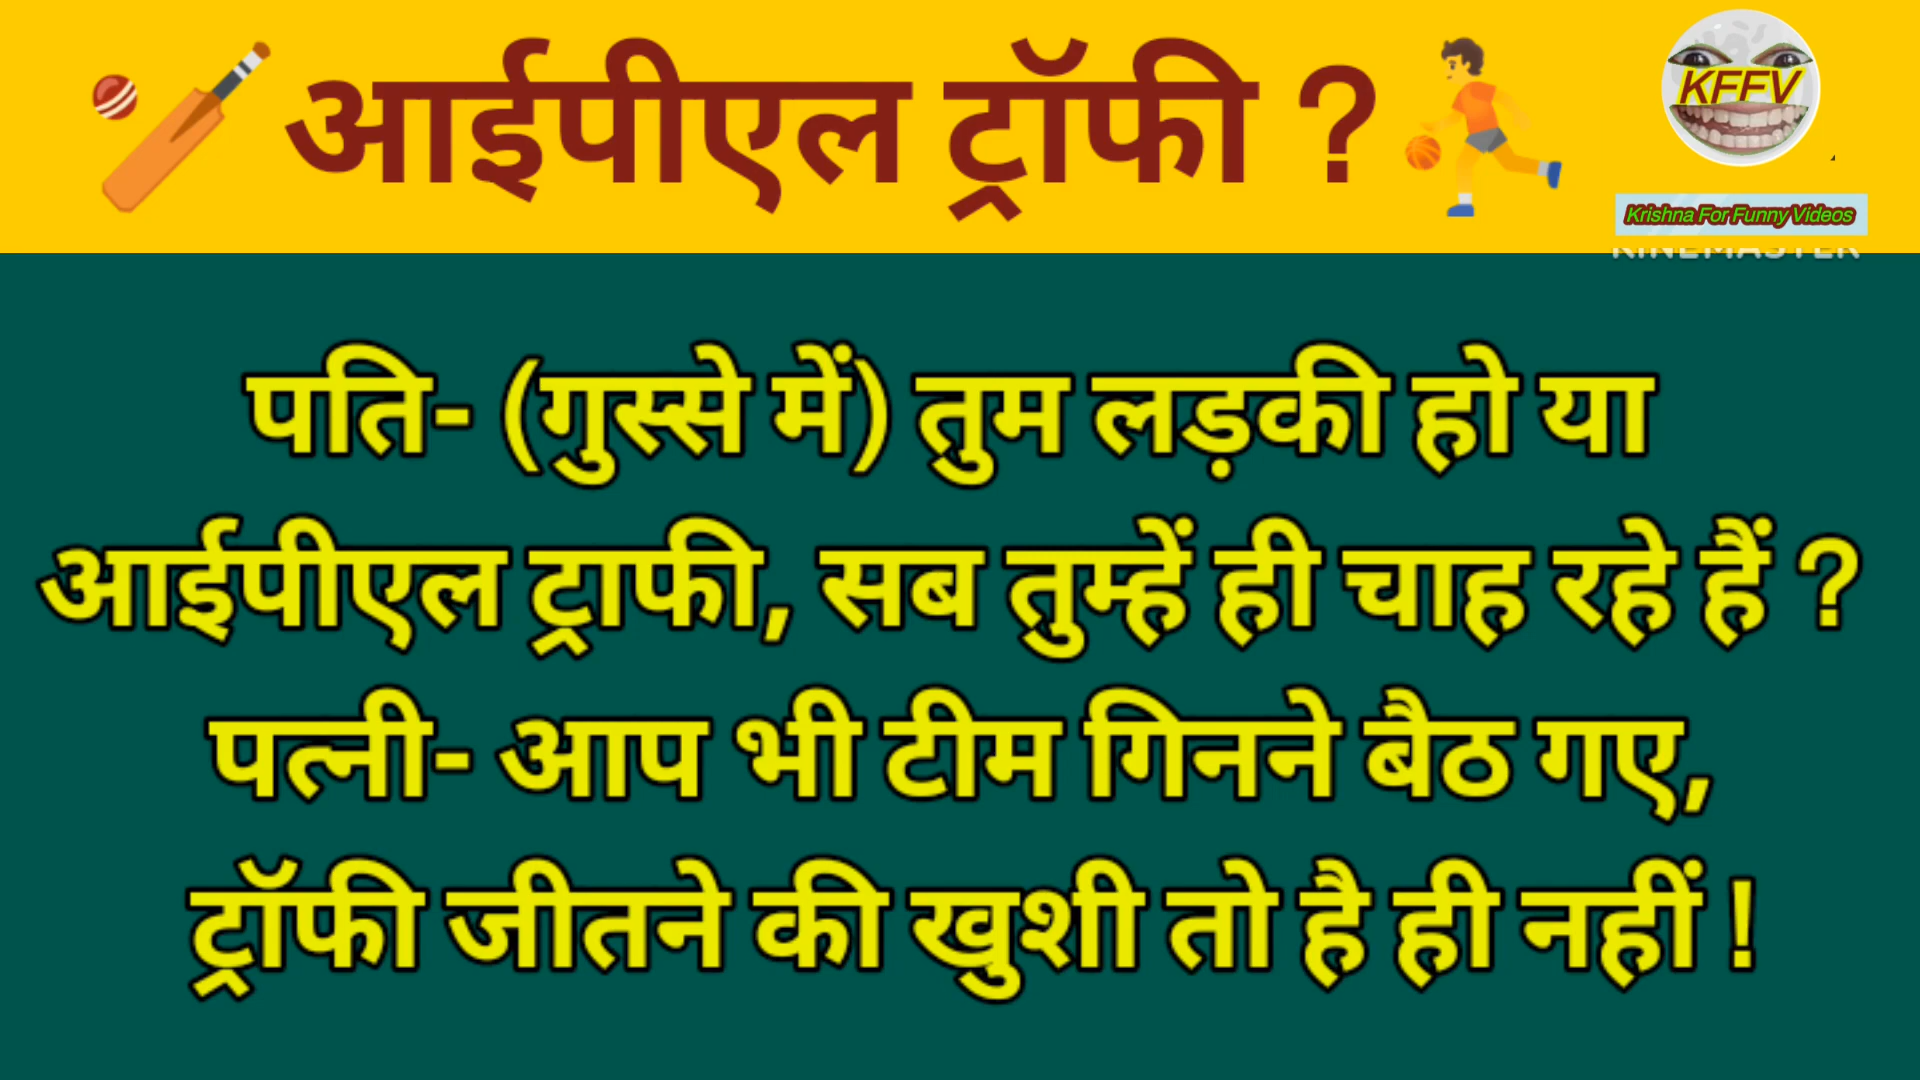 आईपीएल ट्रॉफी ?
KFFV
Krishna For Funny Videos
KINEMASTER
पति- (गुस्से में) तुम लड़की हो या
आईपीएल ट्राफी, सब तुम्हें ही चाह रहे हैं ?
पत्नी- आप भी टीम गिनने बैठ गए,
ट्रॉफी जीतने की खुशी तो है ही नहीं !